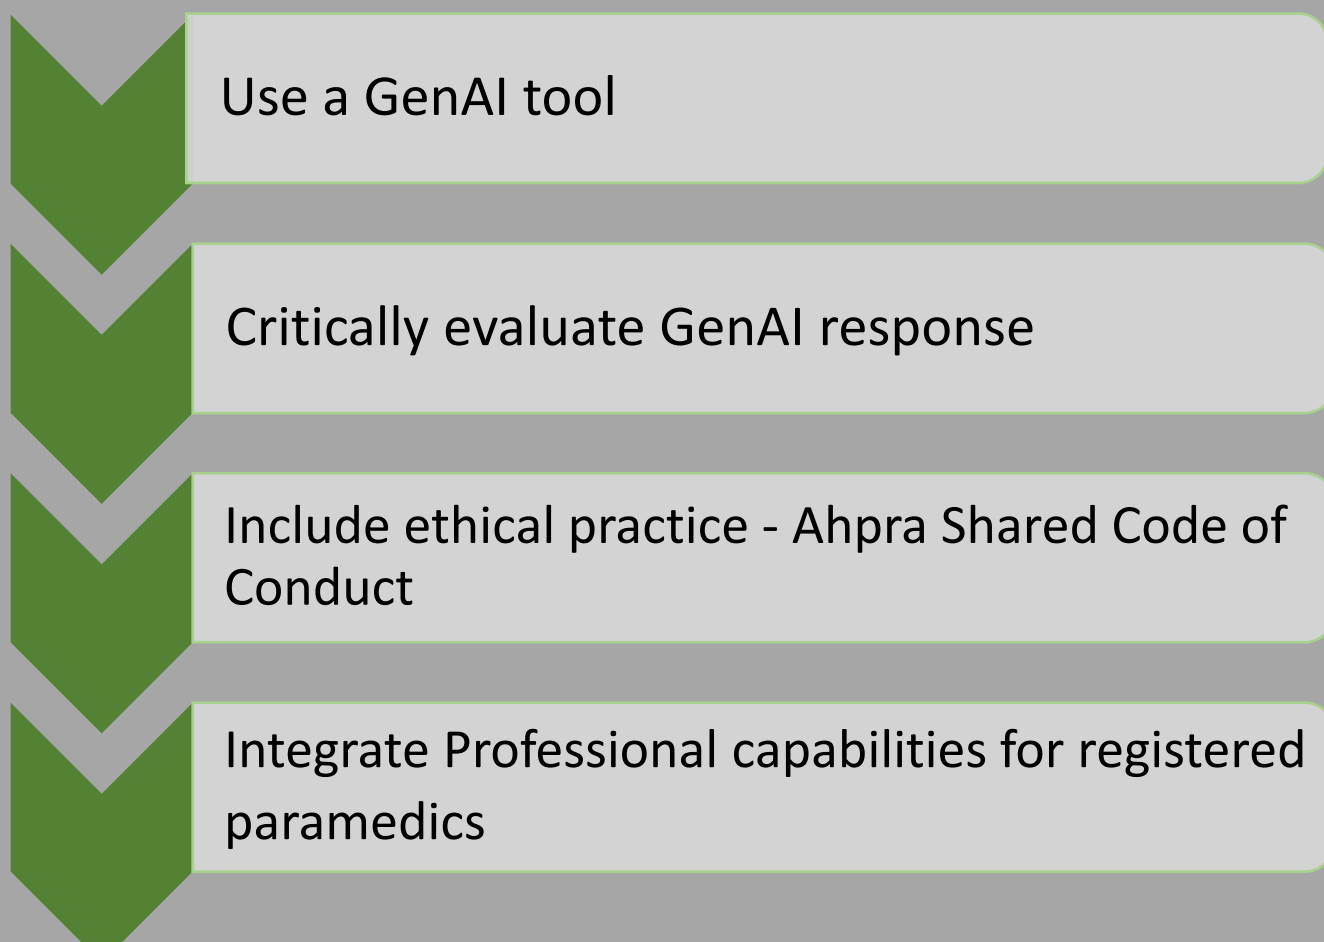 Use a GenAI tool
Critically evaluate GenAI response
Include ethical practice - Ahpra Shared Code of
Conduct
Integrate Professional capabilities for registered
paramedics